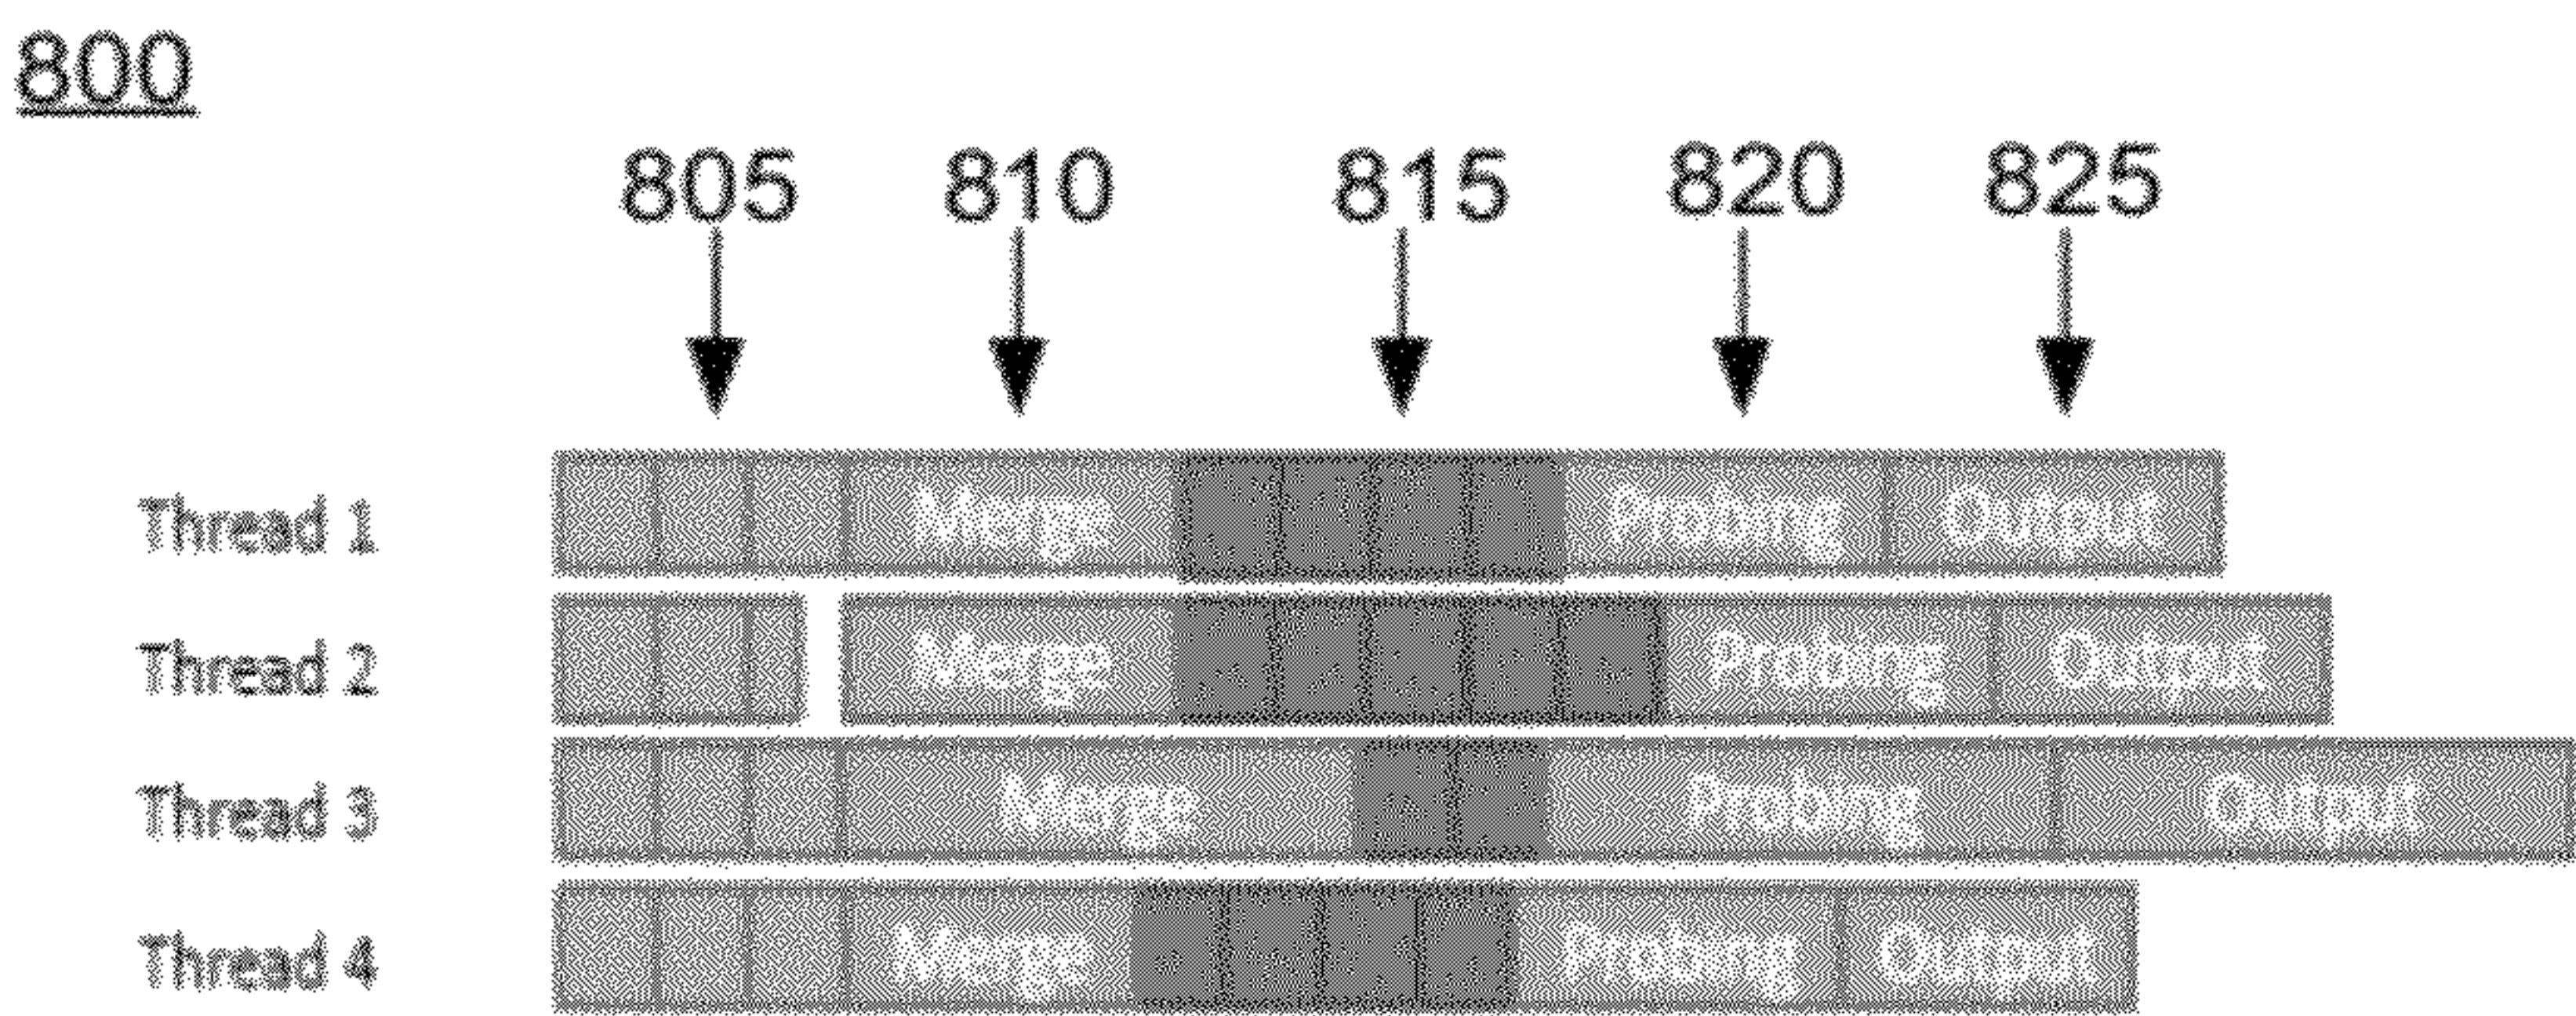 800
805 810 815 820 825
Thread 1 Merge Probing Output
Thread 2 Merge Probing Output
Thread 3 Merge Probing Output
Thread 4 Merge Probing Output